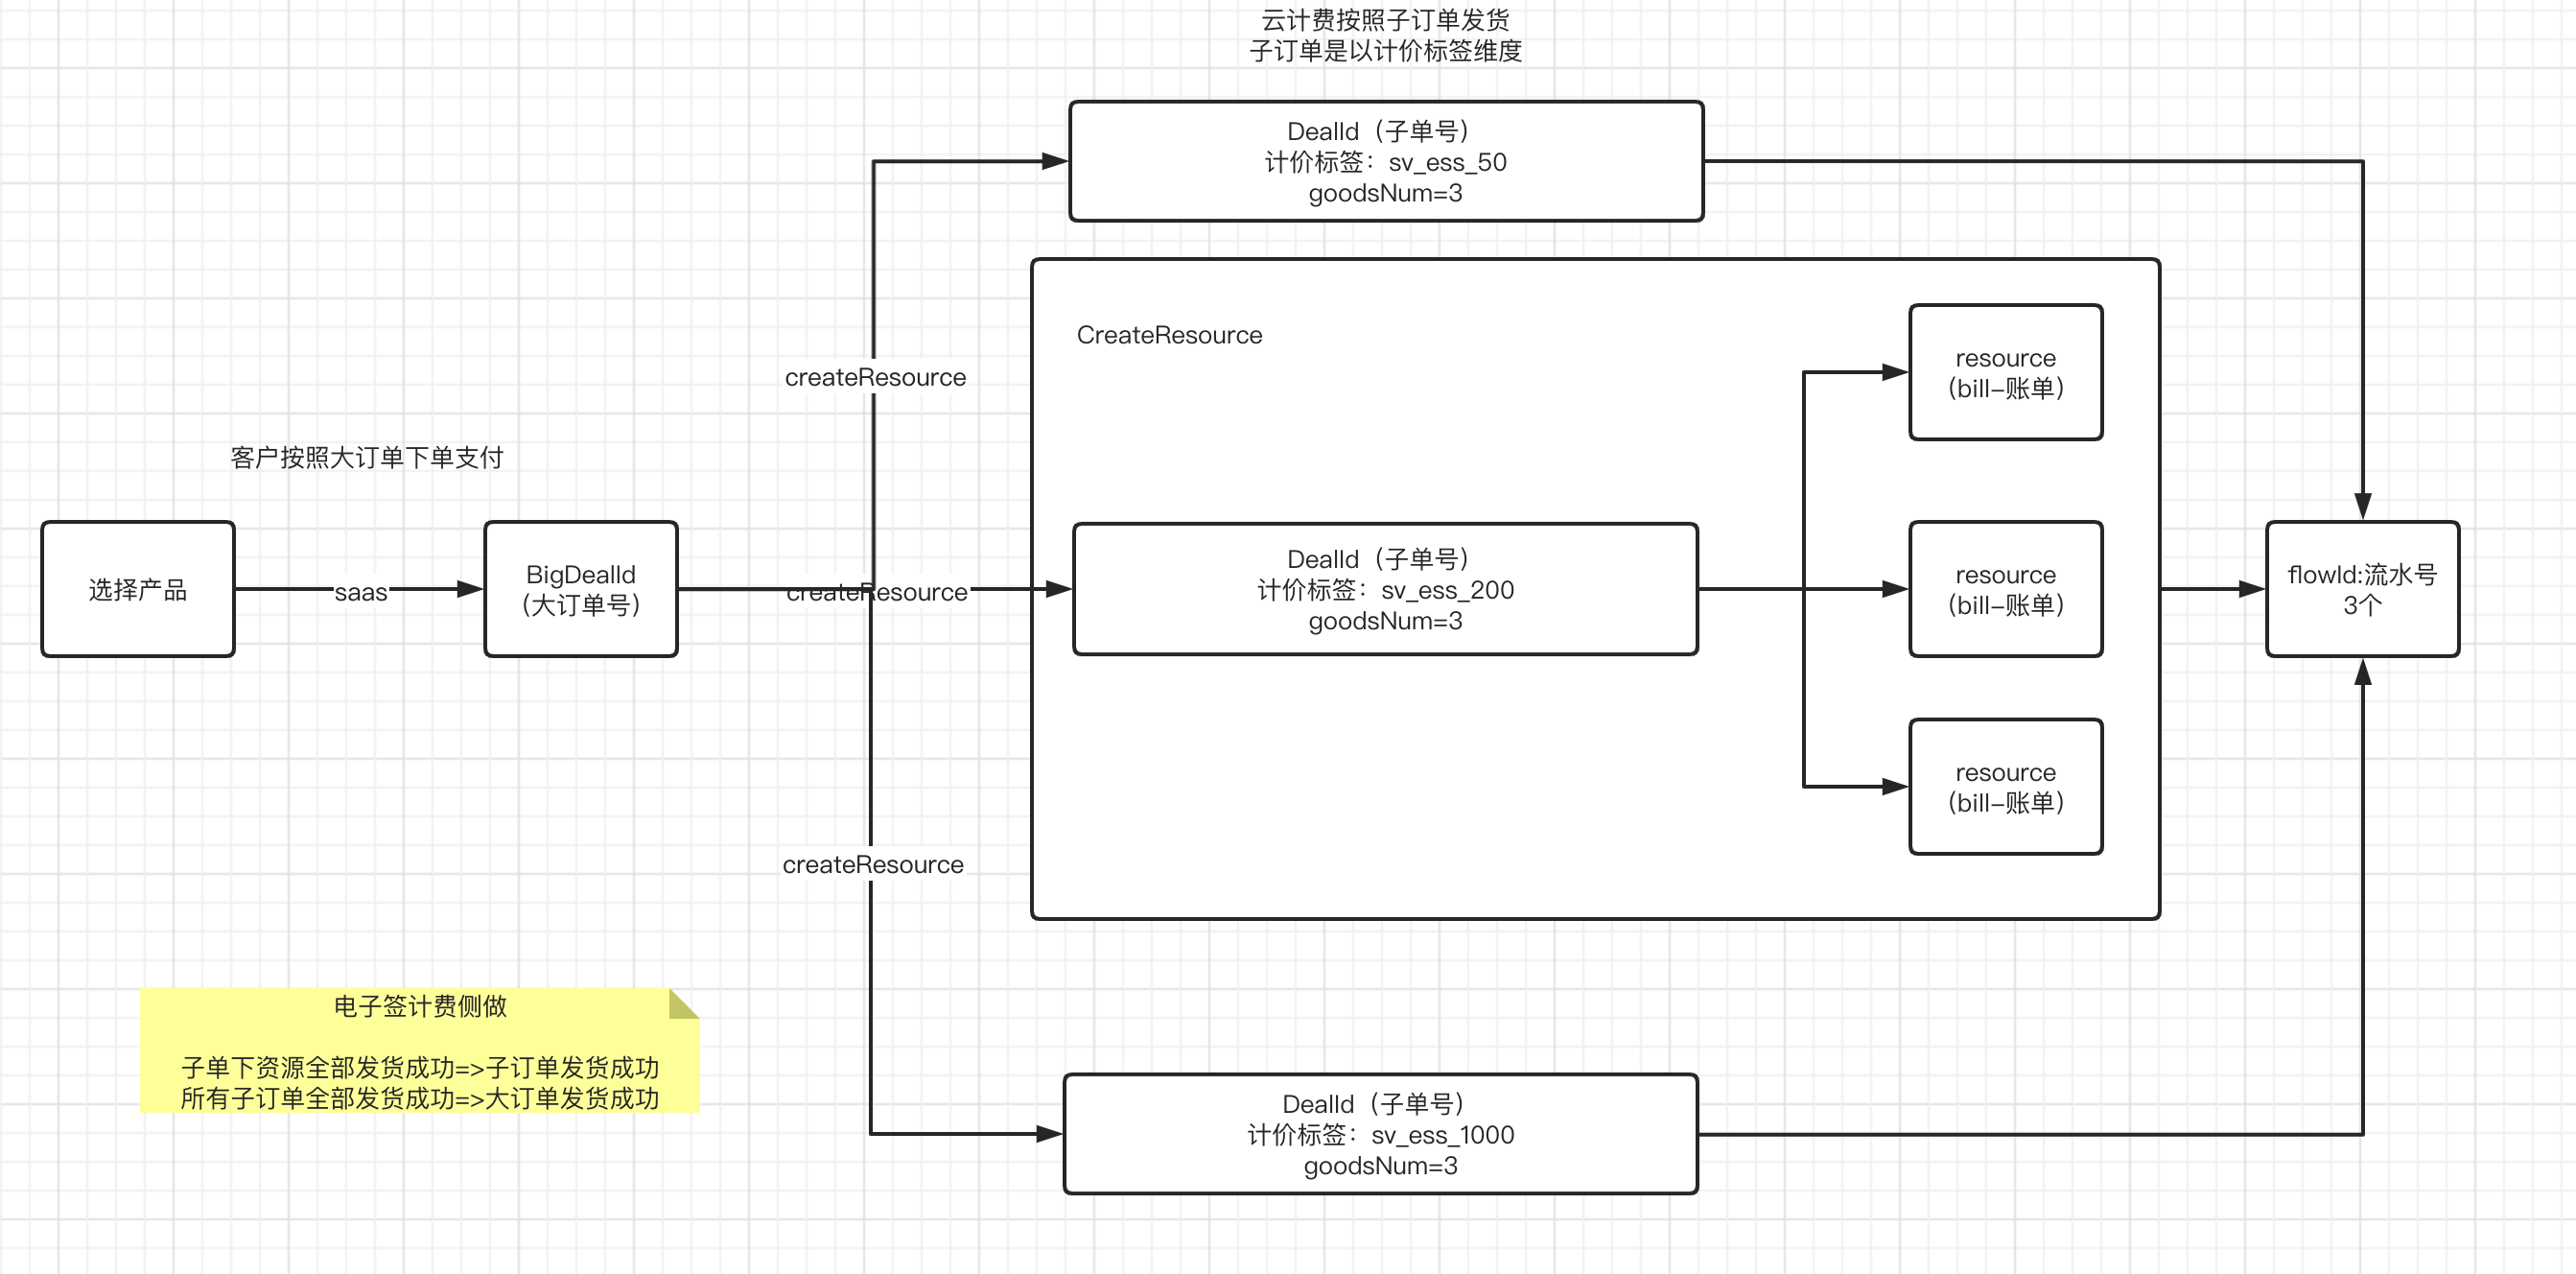 云计费按照子订单发货
子订单是以计价标签维度
DealId（子单号）
计价标签：sv_ess_50
goodsNum=3
CreateResource
resource
（bill-账单）
createResource
客户按照大订单下单支付
选择产品
saas
BigDealId
（大订单号）
createResource
DealId（子单号）
计价标签：sv_ess_200
goodsNum=3
resource
（bill-账单）
flowId:流水号
3个
resource
（bill-账单）
createResource
电子签计费侧做
子单下资源全部发货成功=>子订单发货成功
所有子订单全部发货成功=>大订单发货成功
DealId（子单号）
计价标签：sv_ess_1000
goodsNum=3